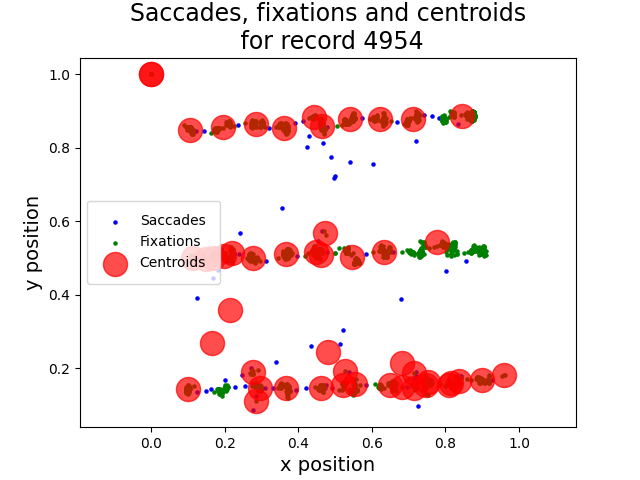 Saccades, fixations and centroids
for record 4954
1.0
0.8
0.6
0.4
0.2
y position
Saccades
Fixations
Centroids
0.0 0.2 0.4 0.6 0.8 1.0
x position